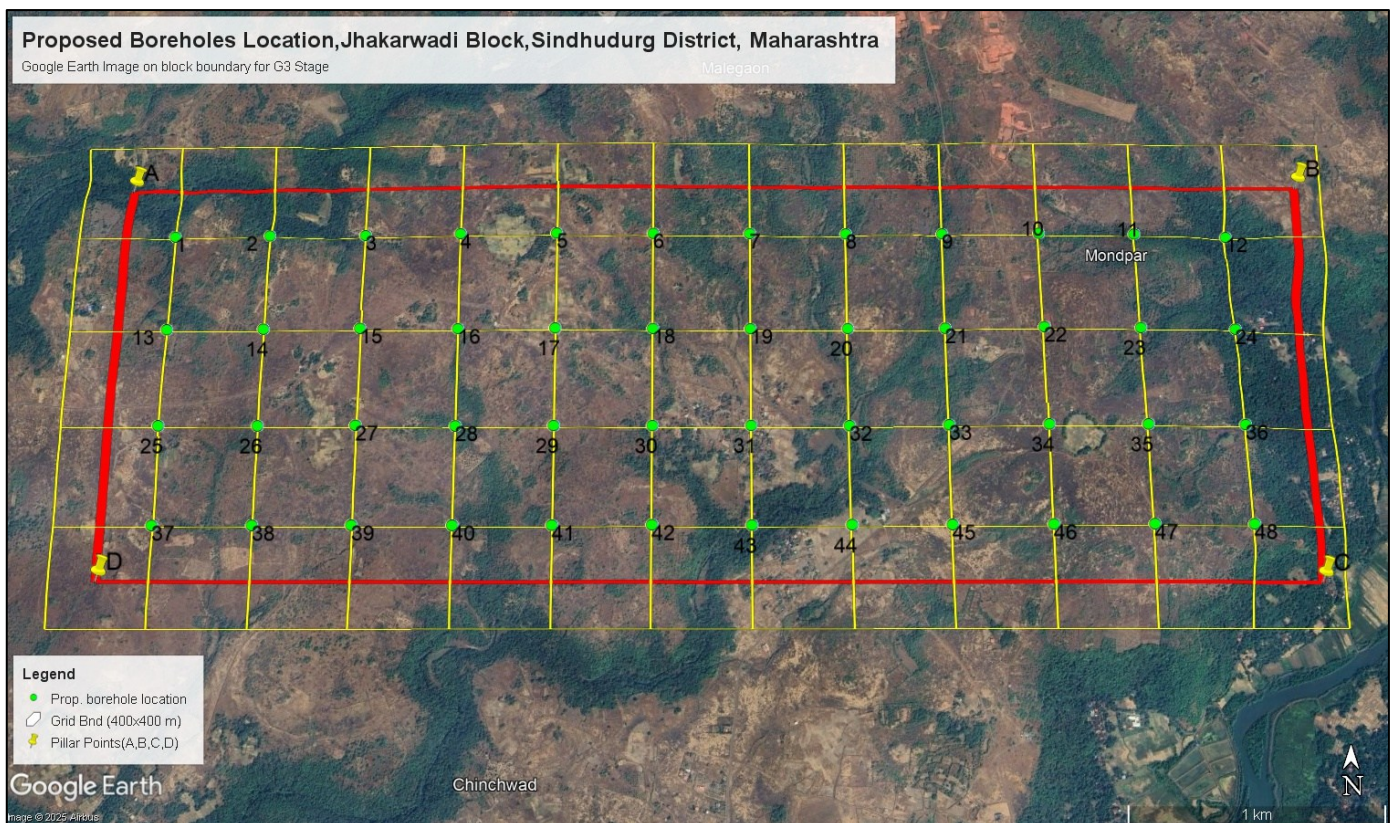 Proposed Boreholes Location,Jhakarwadi Block,Sindhudurg District, Maharashtra
Google Earth Image on block boundary for G3 Stage
Malegaon
A
B
1
2
3
4
5
6
7
8
9
10
11
12
Mondpar
13
14
15
16
17
18
19
20
21
22
23
24
25
26
27
28
29
30
31
32
33
34
35
36
37
38
39
40
41
42
43
44
45
46
47
48
D
C
Legend
Prop. borehole location
Grid Bnd (400x400 m)
Pillar Points(A,B,C,D)
Google Earth
Chinchwad
N
1 km
Image © 2025 Airbus